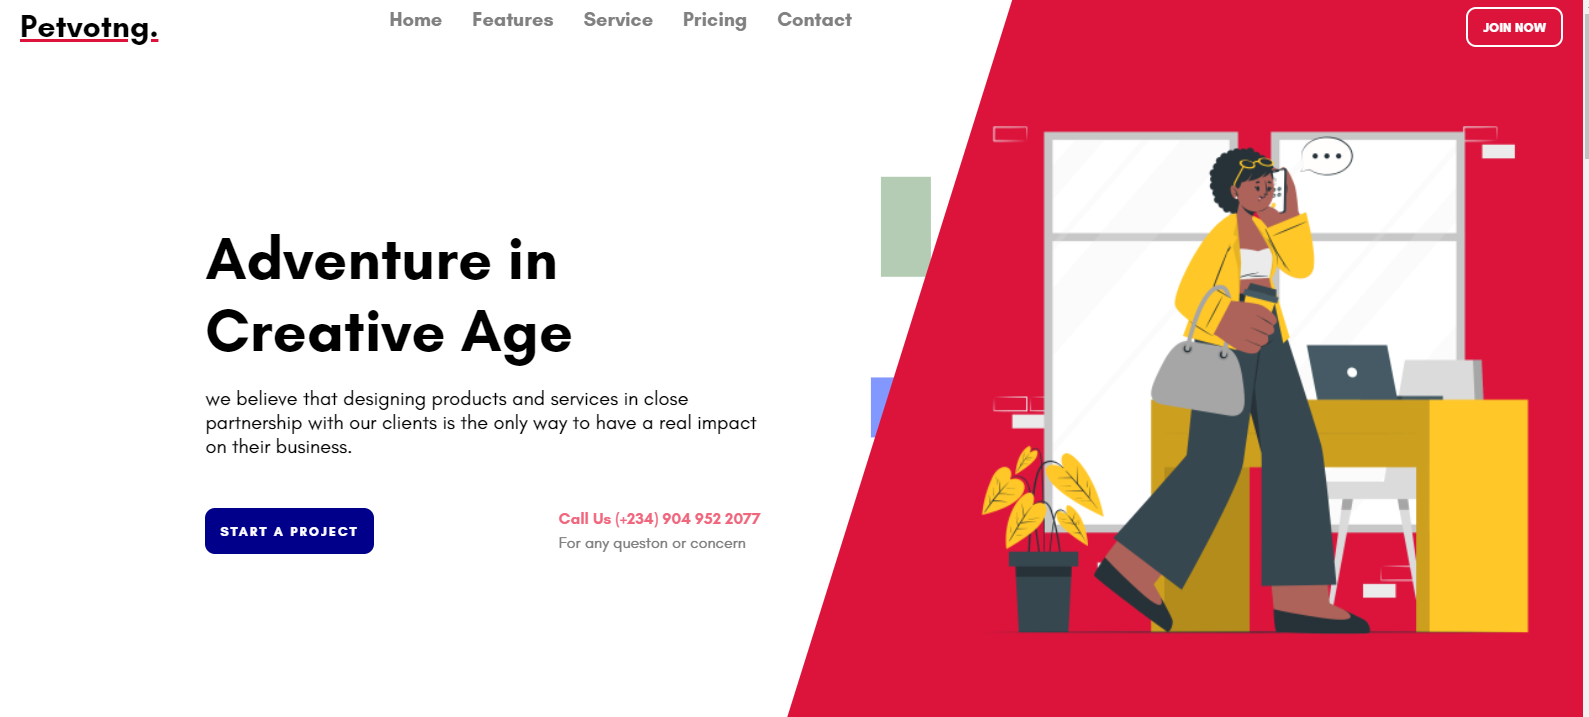 Petvotng.
Home Features Service Pricing Contact
JOIN NOW
Adventure in
Creative Age
we believe that designing products and services in close
partnership with our clients is the only way to have a real impact
on their business.
START A PROJECT
Call Us (+234) 904 952 2077
For any queston or concern